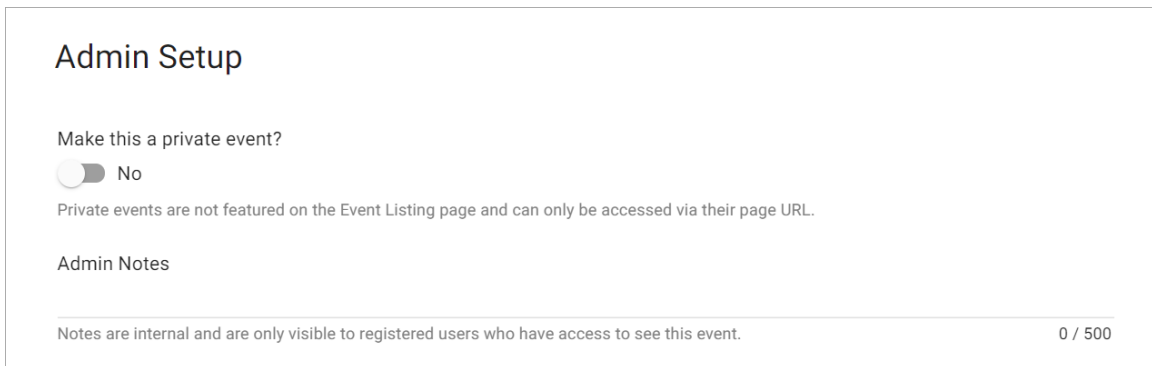 Admin Setup
Make this a private event?
No
Private events are not featured on the Event Listing page and can only be accessed via their page URL.
Admin Notes
Notes are internal and are only visible to registered users who have access to see this event. 0 / 500